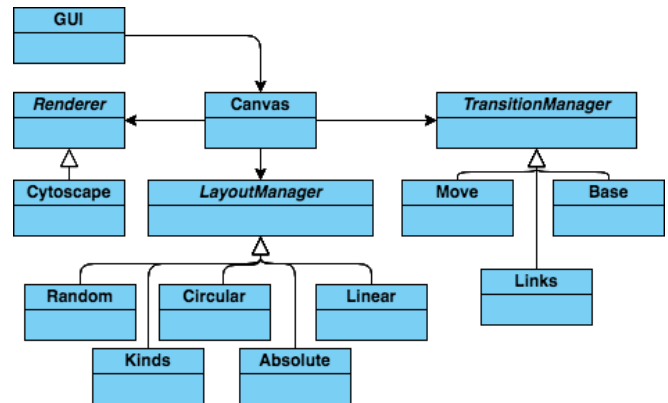 GUI
Renderer
Canvas
TransitionManager
Cytoscape
LayoutManager
Move
Base
Random
Circular
Linear
Links
Kinds
Absolute